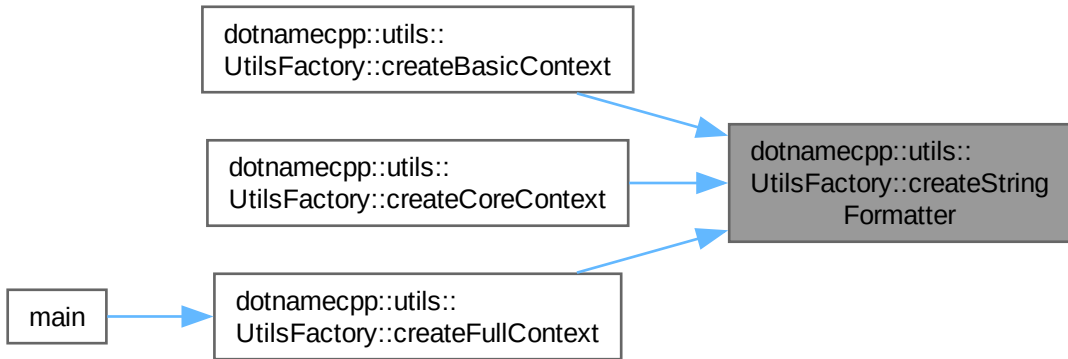 dotnamecpp::utils::
UtilsFactory::createBasicContext
dotnamecpp::utils::
UtilsFactory::createCoreContext
dotnamecpp::utils::
UtilsFactory::createString
Formatter
main
dotnamecpp::utils::
UtilsFactory::createFullContext